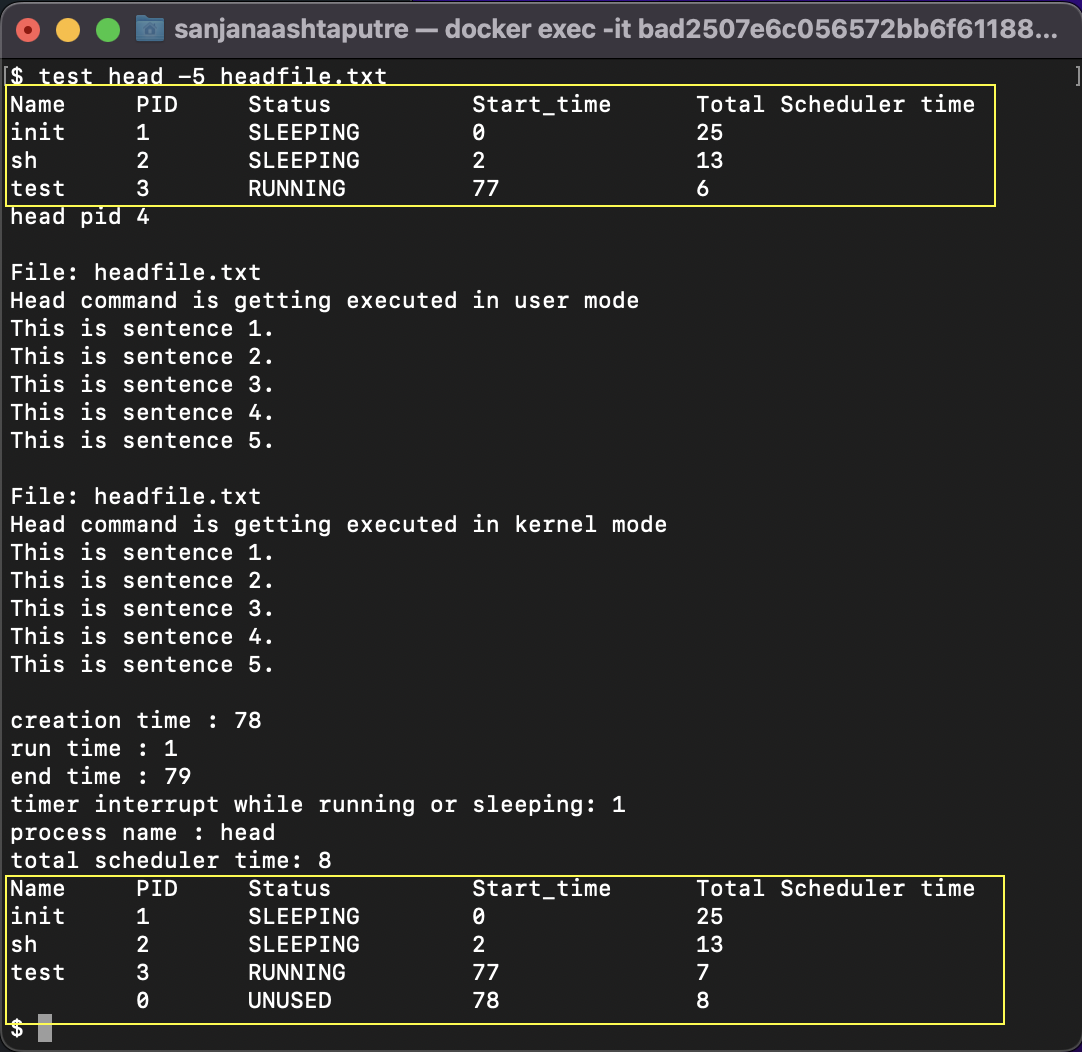 sanjanaashtaputre — docker exec -it bad2507e6c056572bb6f61188...
[$ test head -5 headfile.txt ]
Name PID Status Start_time Total Scheduler time
init 1 SLEEPING 0 25
sh 2 SLEEPING 2 13
test 3 RUNNING 77 6
head pid 4
File: headfile.txt
Head command is getting executed in user mode
This is sentence 1.
This is sentence 2.
This is sentence 3.
This is sentence 4.
This is sentence 5.
File: headfile.txt
Head command is getting executed in kernel mode
This is sentence 1.
This is sentence 2.
This is sentence 3.
This is sentence 4.
This is sentence 5.
creation time : 78
run time : 1
end time : 79
timer interrupt while running or sleeping: 1
process name : head
total scheduler time: 8
Name PID Status Start_time Total Scheduler time
init 1 SLEEPING 0 25
sh 2 SLEEPING 2 13
test 3 RUNNING 77 7
0 UNUSED 78 8
$